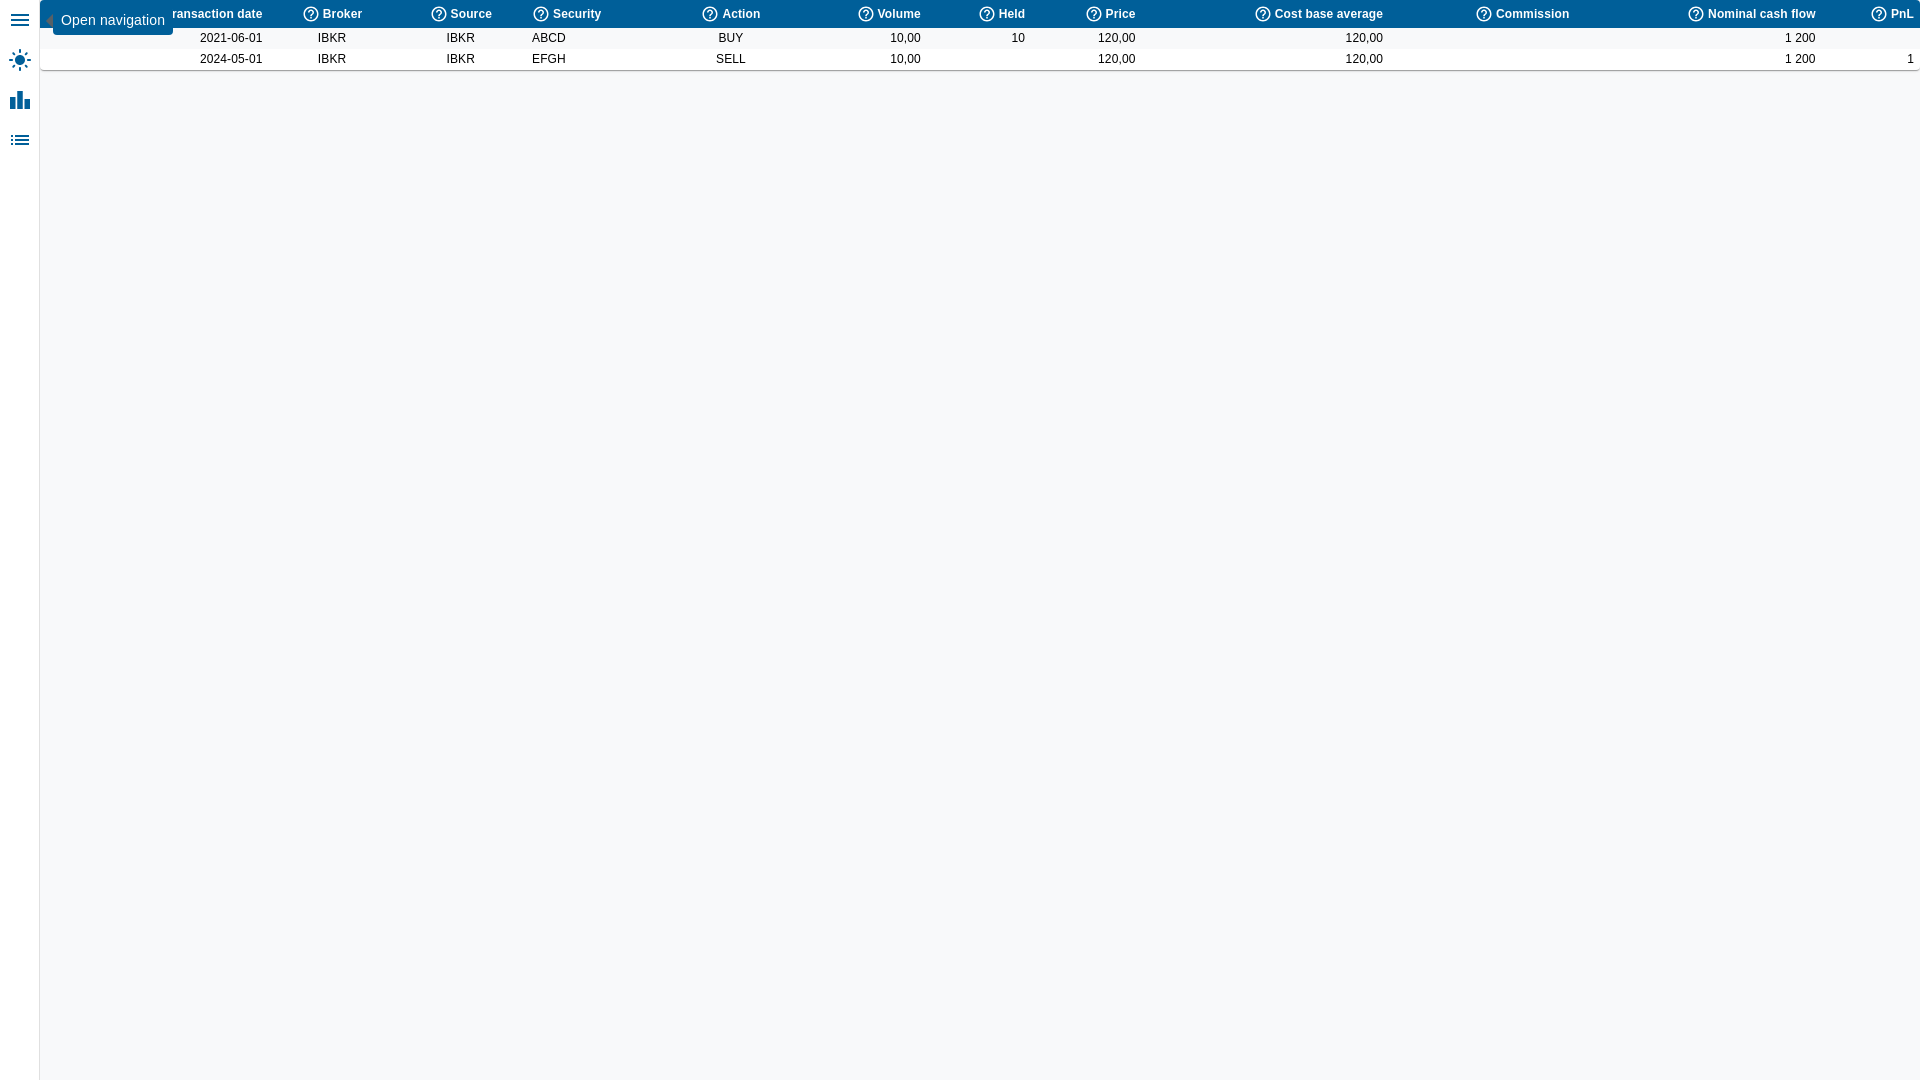 Open navigation
ransaction date Broker Source Security Action Volume Held Price Cost base average Commission Nominal cash flow PnL
2021-06-01 IBKR IBKR ABCD BUY 10,00 10 120,00 120,00 1 200
2024-05-01 IBKR IBKR EFGH SELL 10,00 120,00 120,00 1 200 1